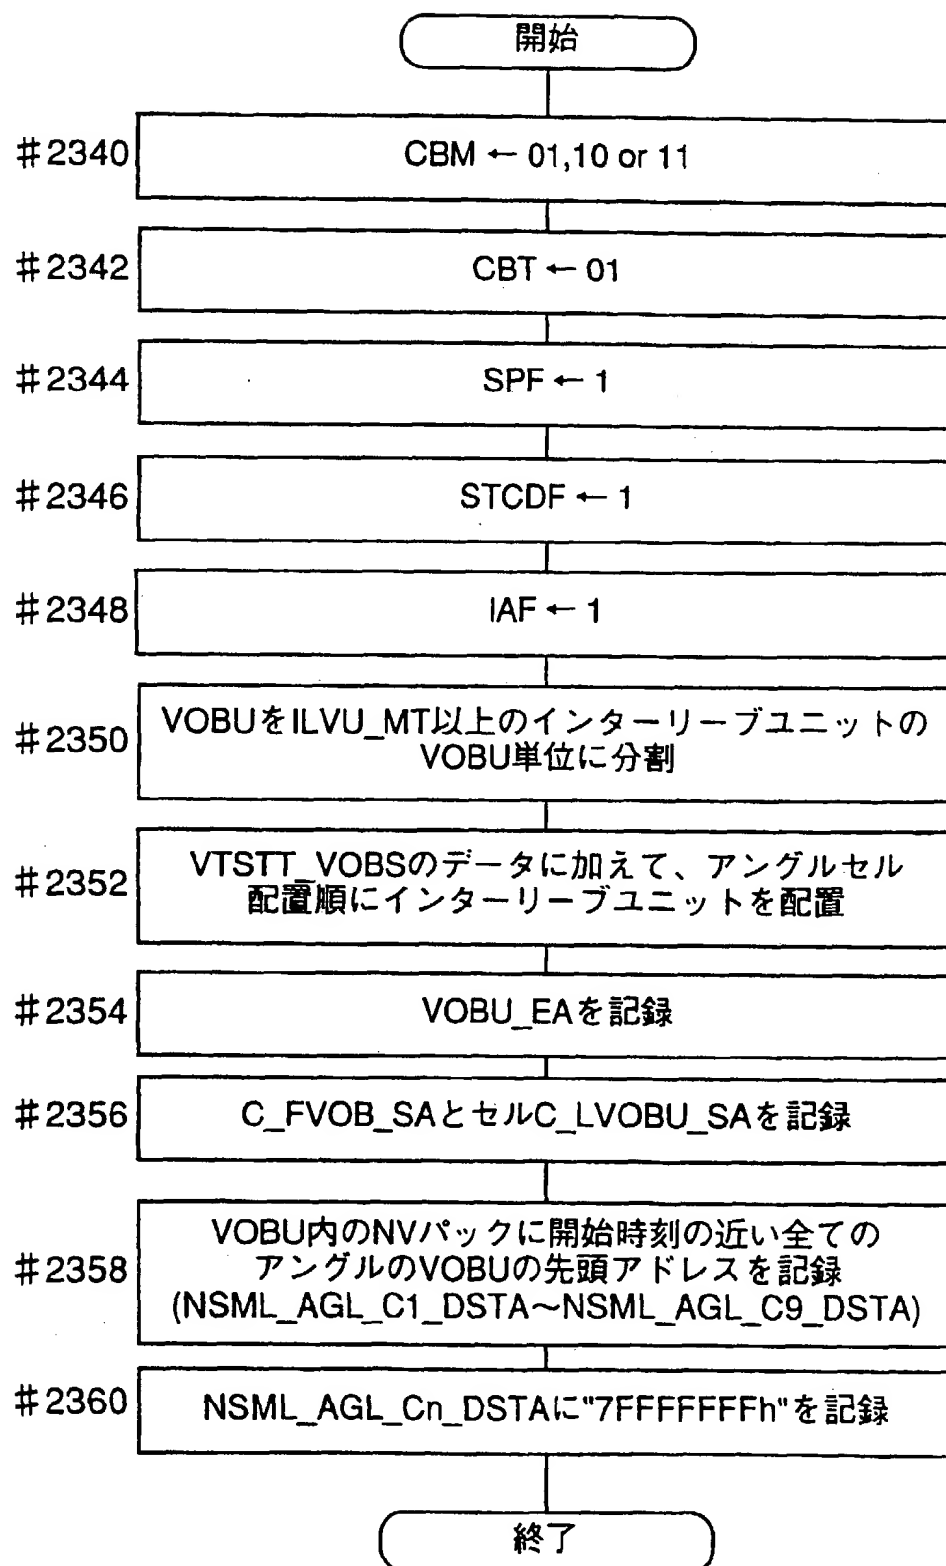 開始
#2340 CBM ← 01,10 or 11
#2342 CBT ← 01
#2344 SPF ← 1
#2346 STCDF ← 1
#2348 IAF ← 1
#2350 VOBUをILVU_MT以上のインターリーブユニットの
VOBU単位に分割
#2352 VTSTT_VOBSのデータに加えて、アングルセル
配置順にインターリーブユニットを配置
#2354 VOBU_EAを記録
#2356 C_FVOB_SAとセルC_LVOBU_SAを記録
#2358 VOBU内のNVパックに開始時刻の近い全ての
アングルのVOBUの先頭アドレスを記録
(NSML_AGL_C1_DSTA～NSML_AGL_C9_DSTA)
#2360 NSML_AGL_Cn_DSTAに"7FFFFFFFh"を記録
終了